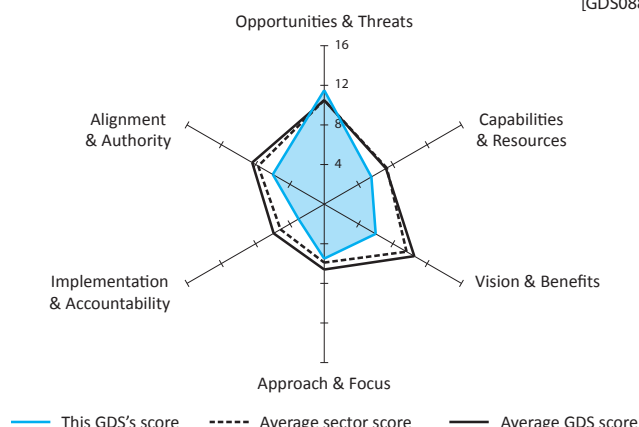 [GDS088
Opportunities & Threats
16
12
8
4
Alignment
& Authority
Capabilities
& Resources
Implementation
& Accountability
Vision & Benefits
Approach & Focus
This GDS's score
Average sector score
Average GDS score